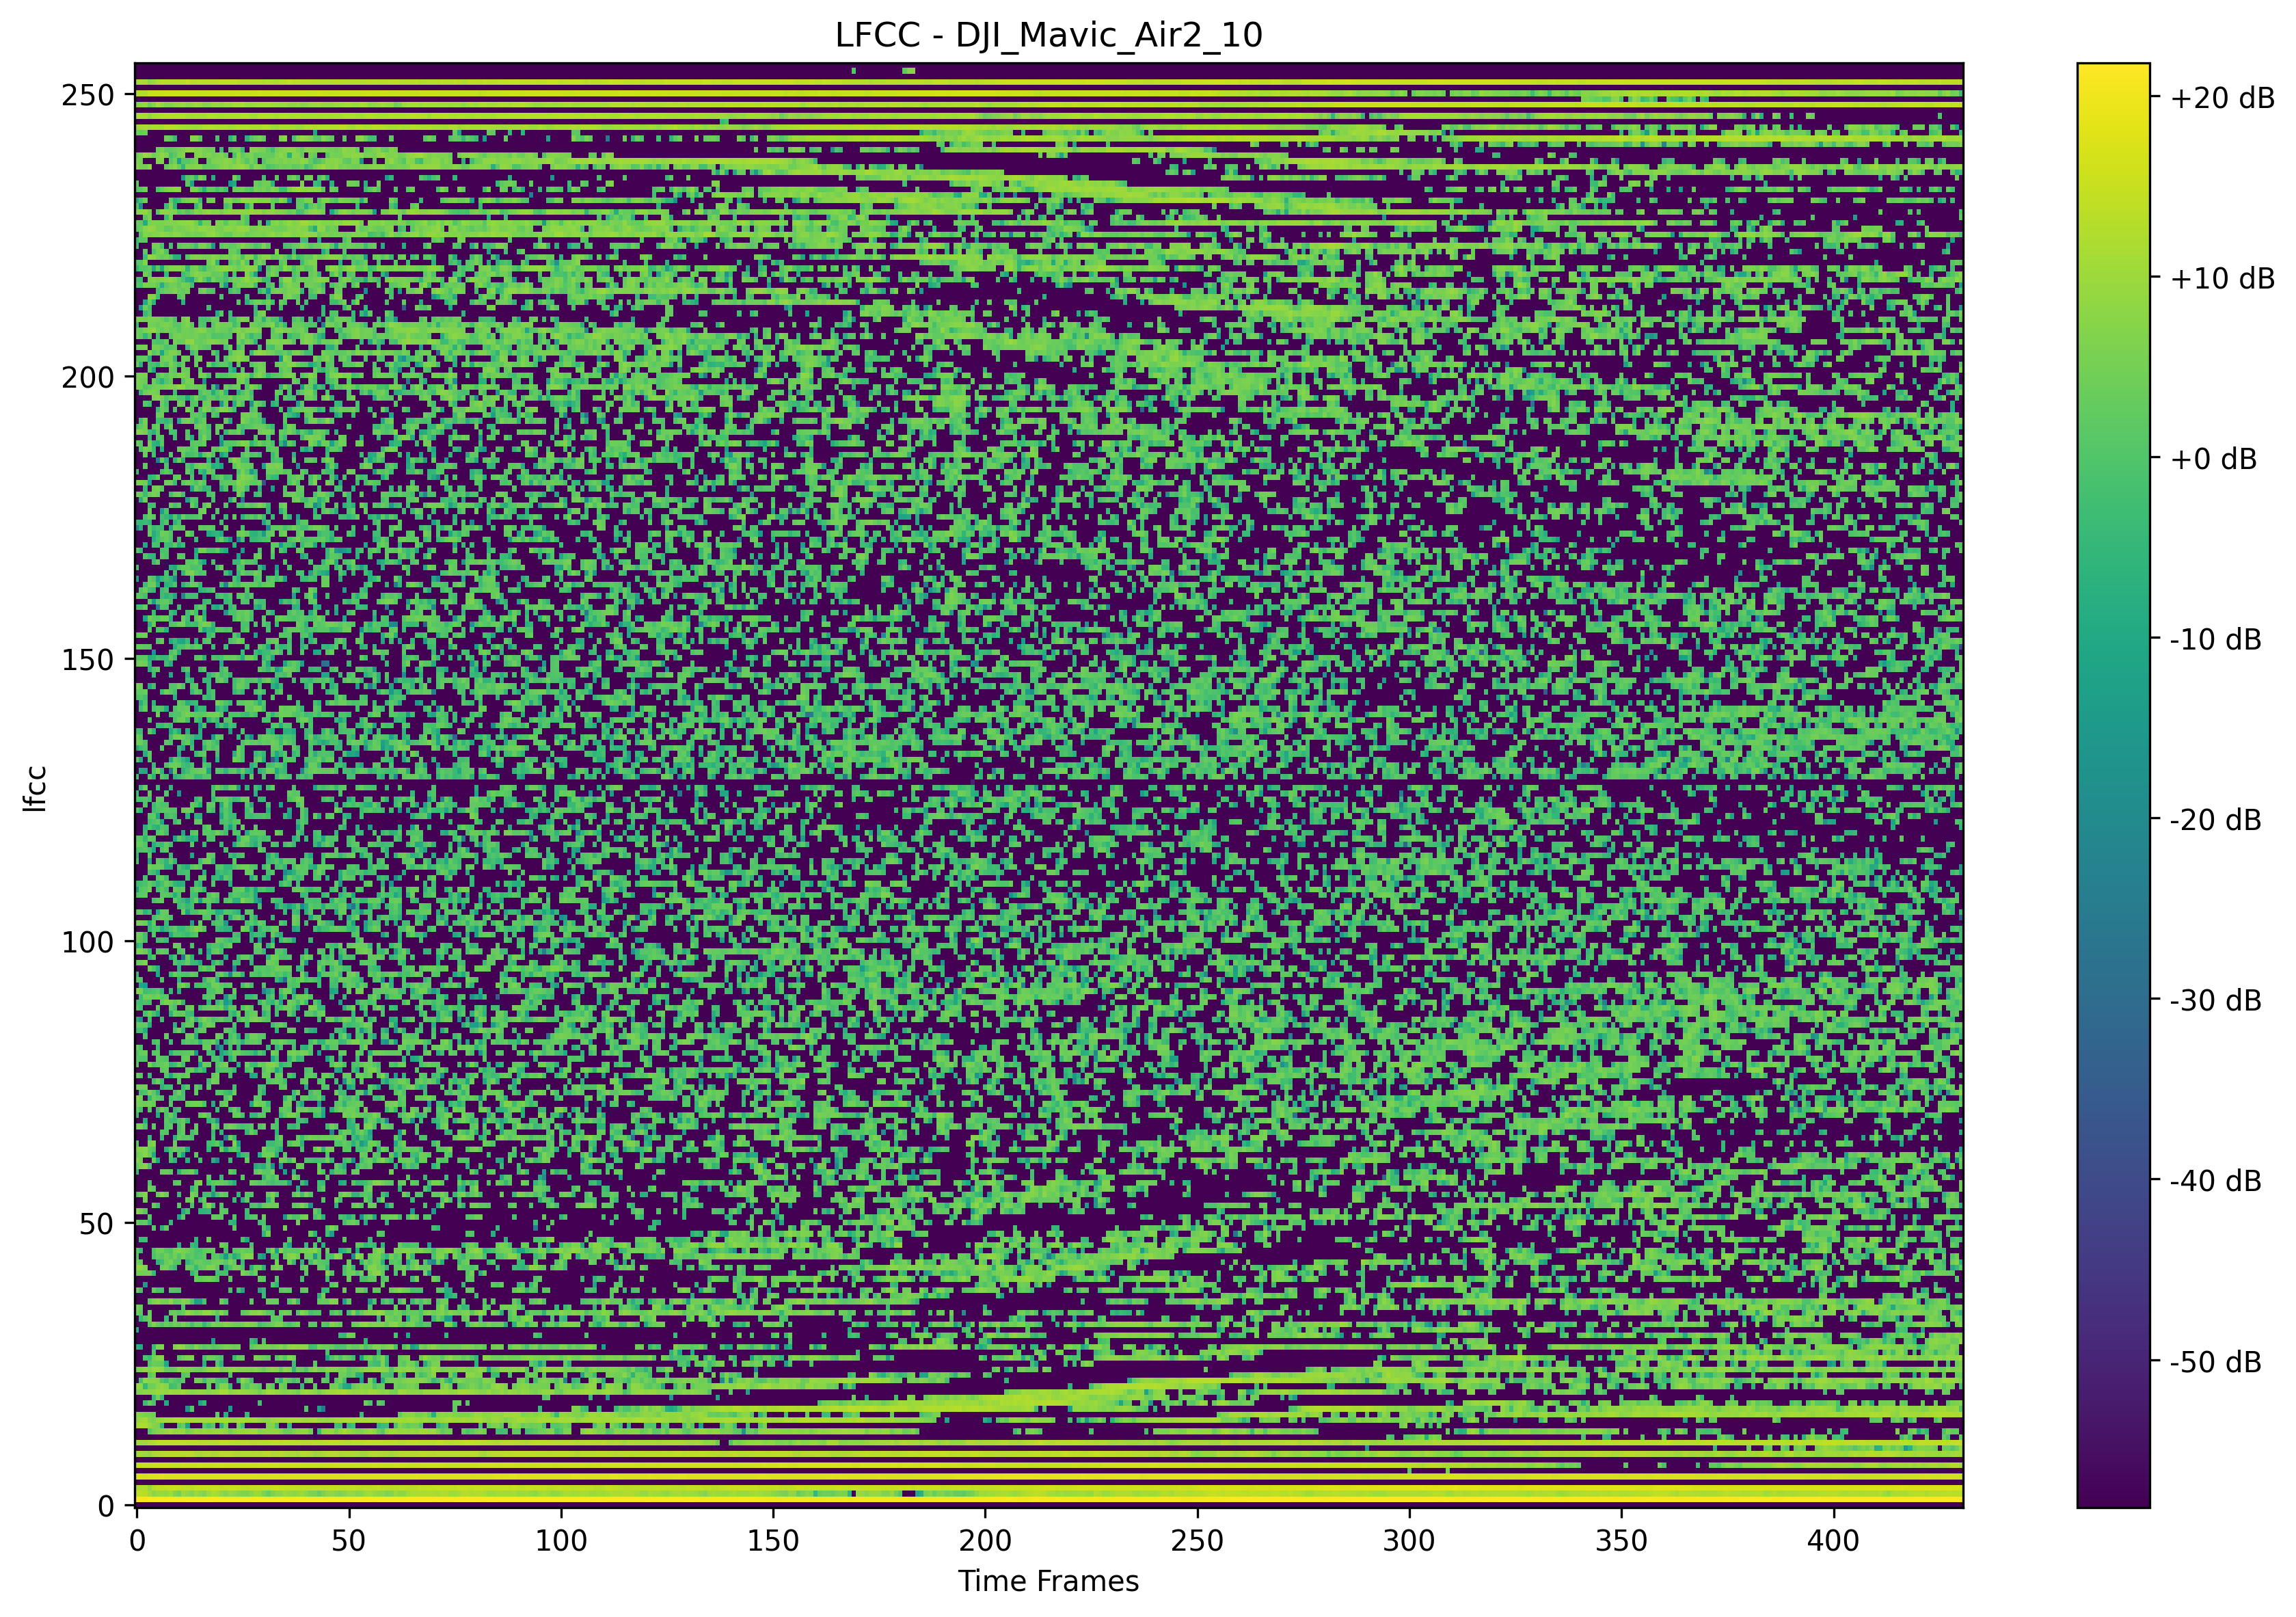 LFCC - DJI_Mavic_Air2_10
250
200
150
100
50
0
lfcc
0 50 100 150 200 250 300 350 400
Time Frames
+20 dB
+10 dB
+0 dB
-10 dB
-20 dB
-30 dB
-40 dB
-50 dB